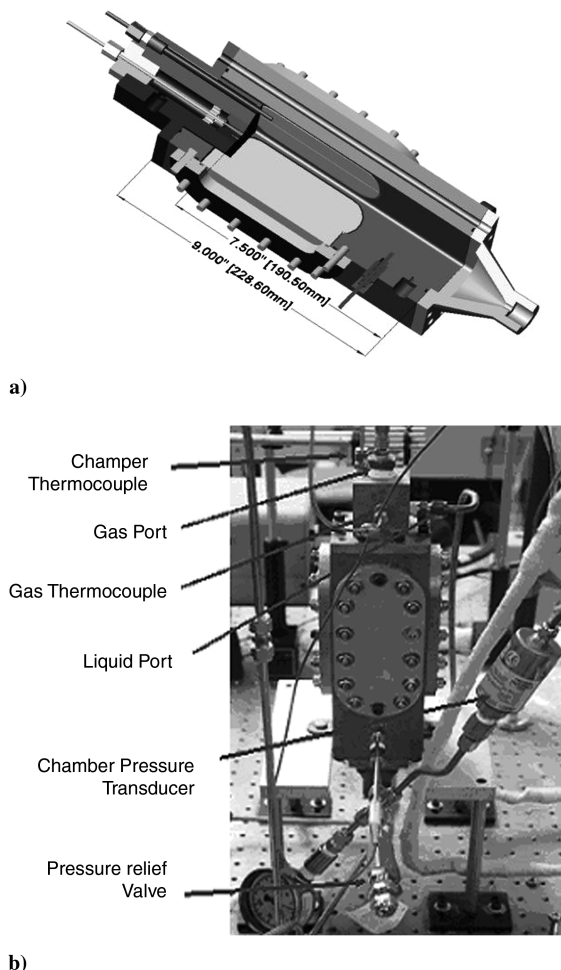 7.500" [190.50mm]
9.000" [228.60mm]
a)
Champer
Thermocouple
Gas Port
Gas Thermocouple
Liquid Port
Chamber Pressure
Transducer
Pressure relief
Valve
b)